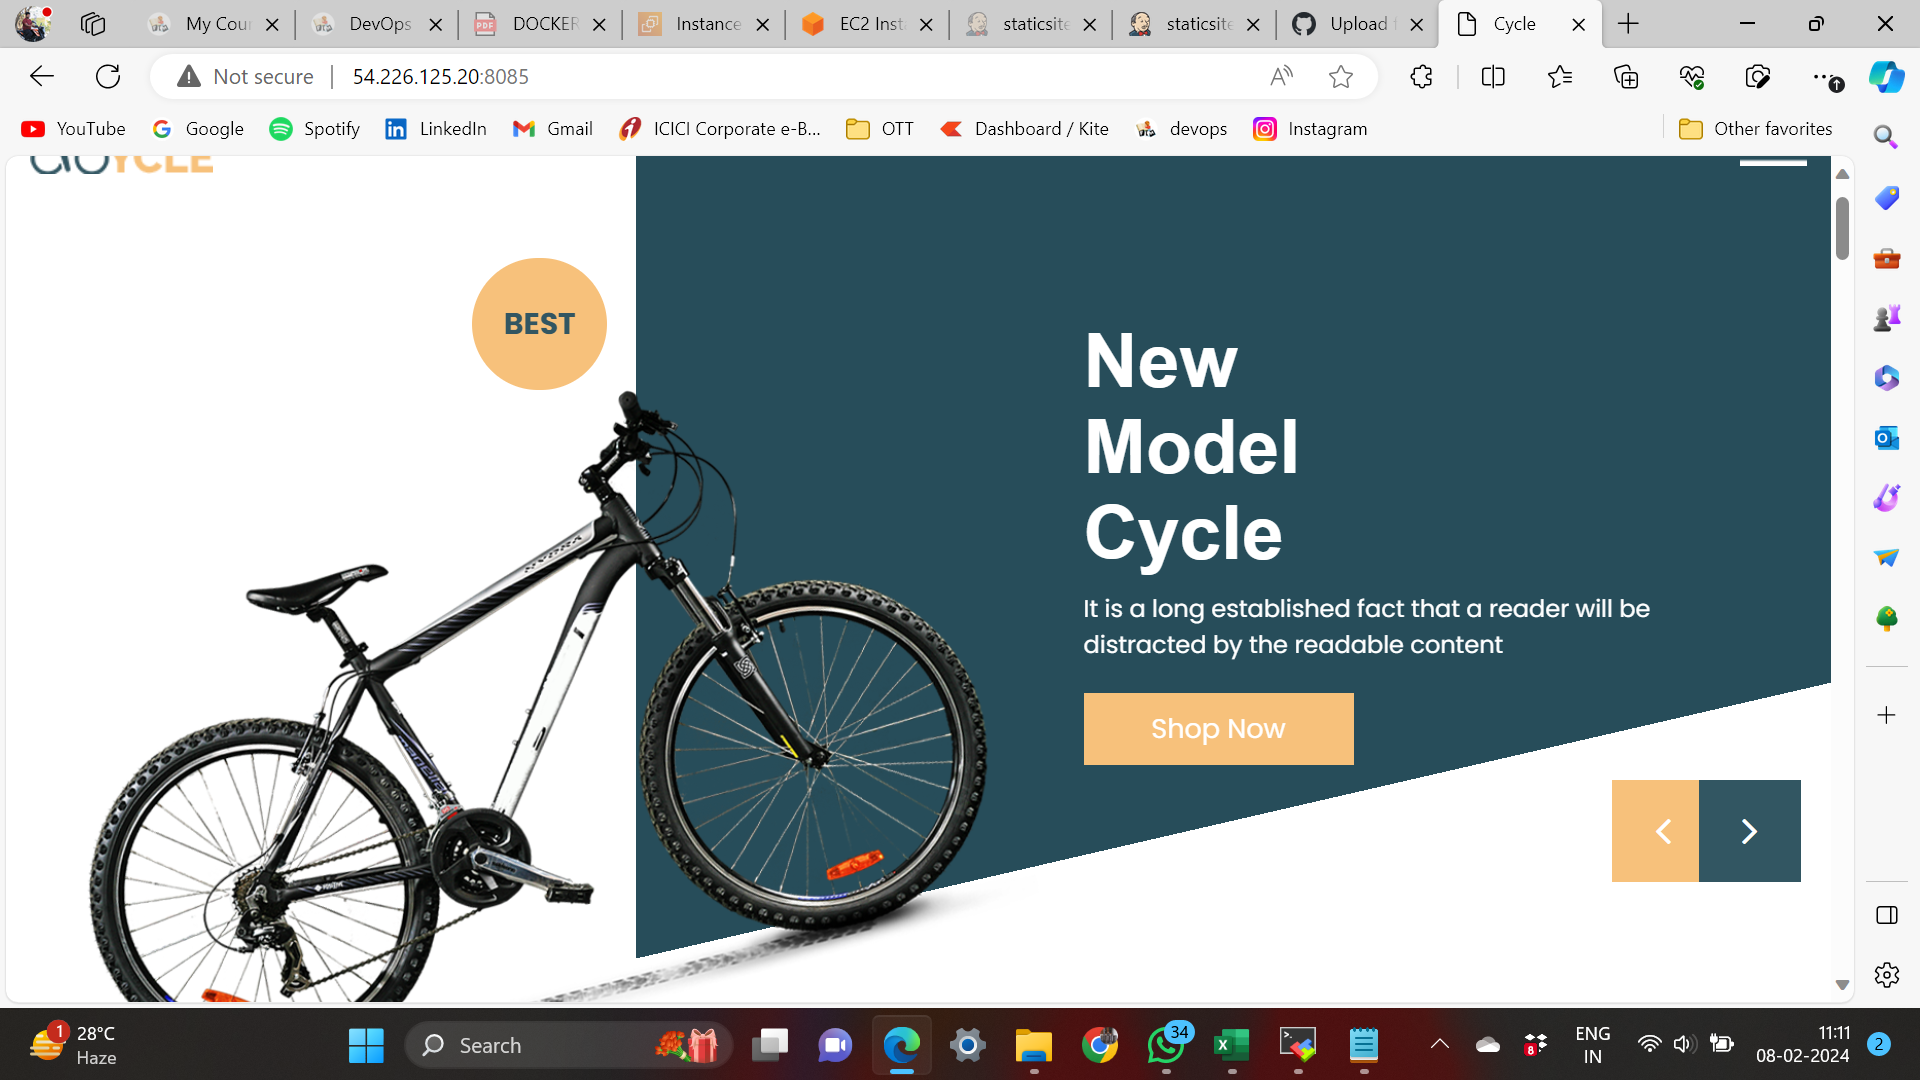 My Cour
DevOps
DOCKER
Instance
EC2 Inst
staticsite
staticsite
Upload f
Cycle
Not secure
54.226.125.20:8085
YouTube
Google
Spotify
LinkedIn
Gmail
ICICI Corporate e-B...
OTT
Dashboard / Kite
devops
Instagram
Other favorites
YCLE
BEST
New
Model
Cycle
It is a long established fact that a reader will be
distracted by the readable content
Shop Now
1
28°C
Haze
Search
34
8
ENG
IN
11:11
08-02-2024
2